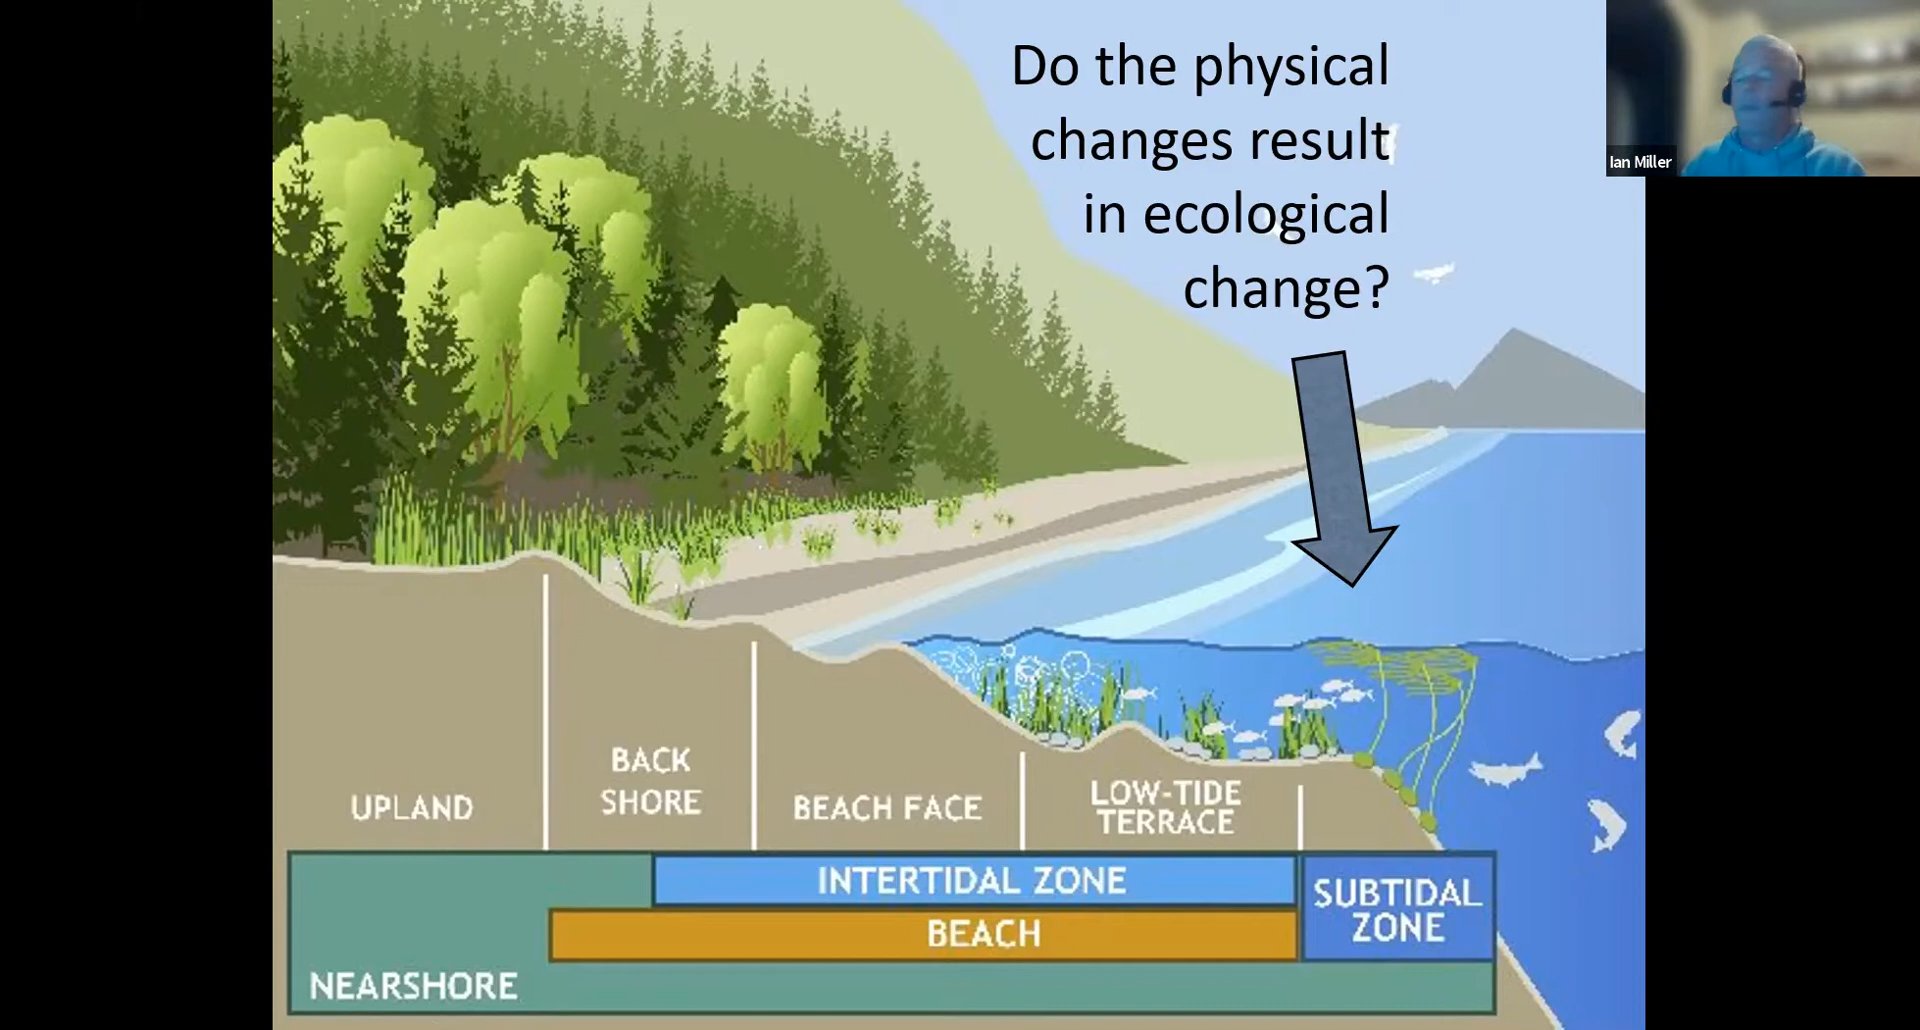 Do the physical
changes result
in ecological
change?
Ian Miller
UPLAND
BACK
SHORE
BEACH FACE
LOW-TIDE
TERRACE
INTERTIDAL ZONE
BEACH
SUBTIDAL
ZONE
NEARSHORE